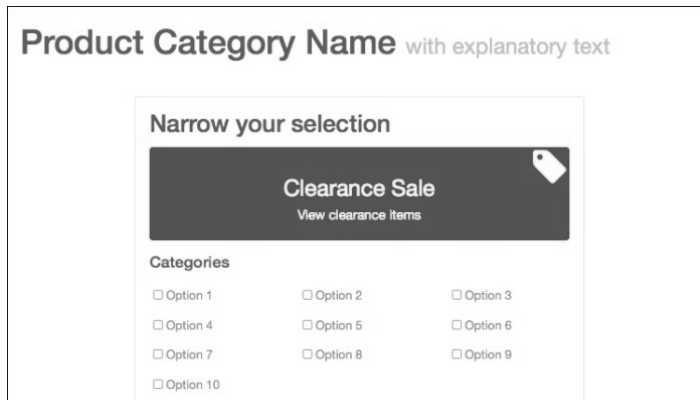 Product Category Name with explanatory text
Narrow your selection
Clearance Sale
View clearance items
Categories
Option 1 Option 2 Option 3
Option 4 Option 5 Option 6
Option 7 Option 8 Option 9
Option 10